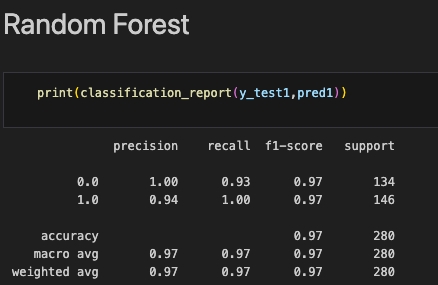 Random Forest
print(classification_report(y_test1,pred1))
precision recall f1-score support
0.0 1.00 0.93 0.97 134
1.0 0.94 1.00 0.97 146
accuracy 0.97 280
macro avg 0.97 0.97 0.97 280
weighted avg 0.97 0.97 0.97 280